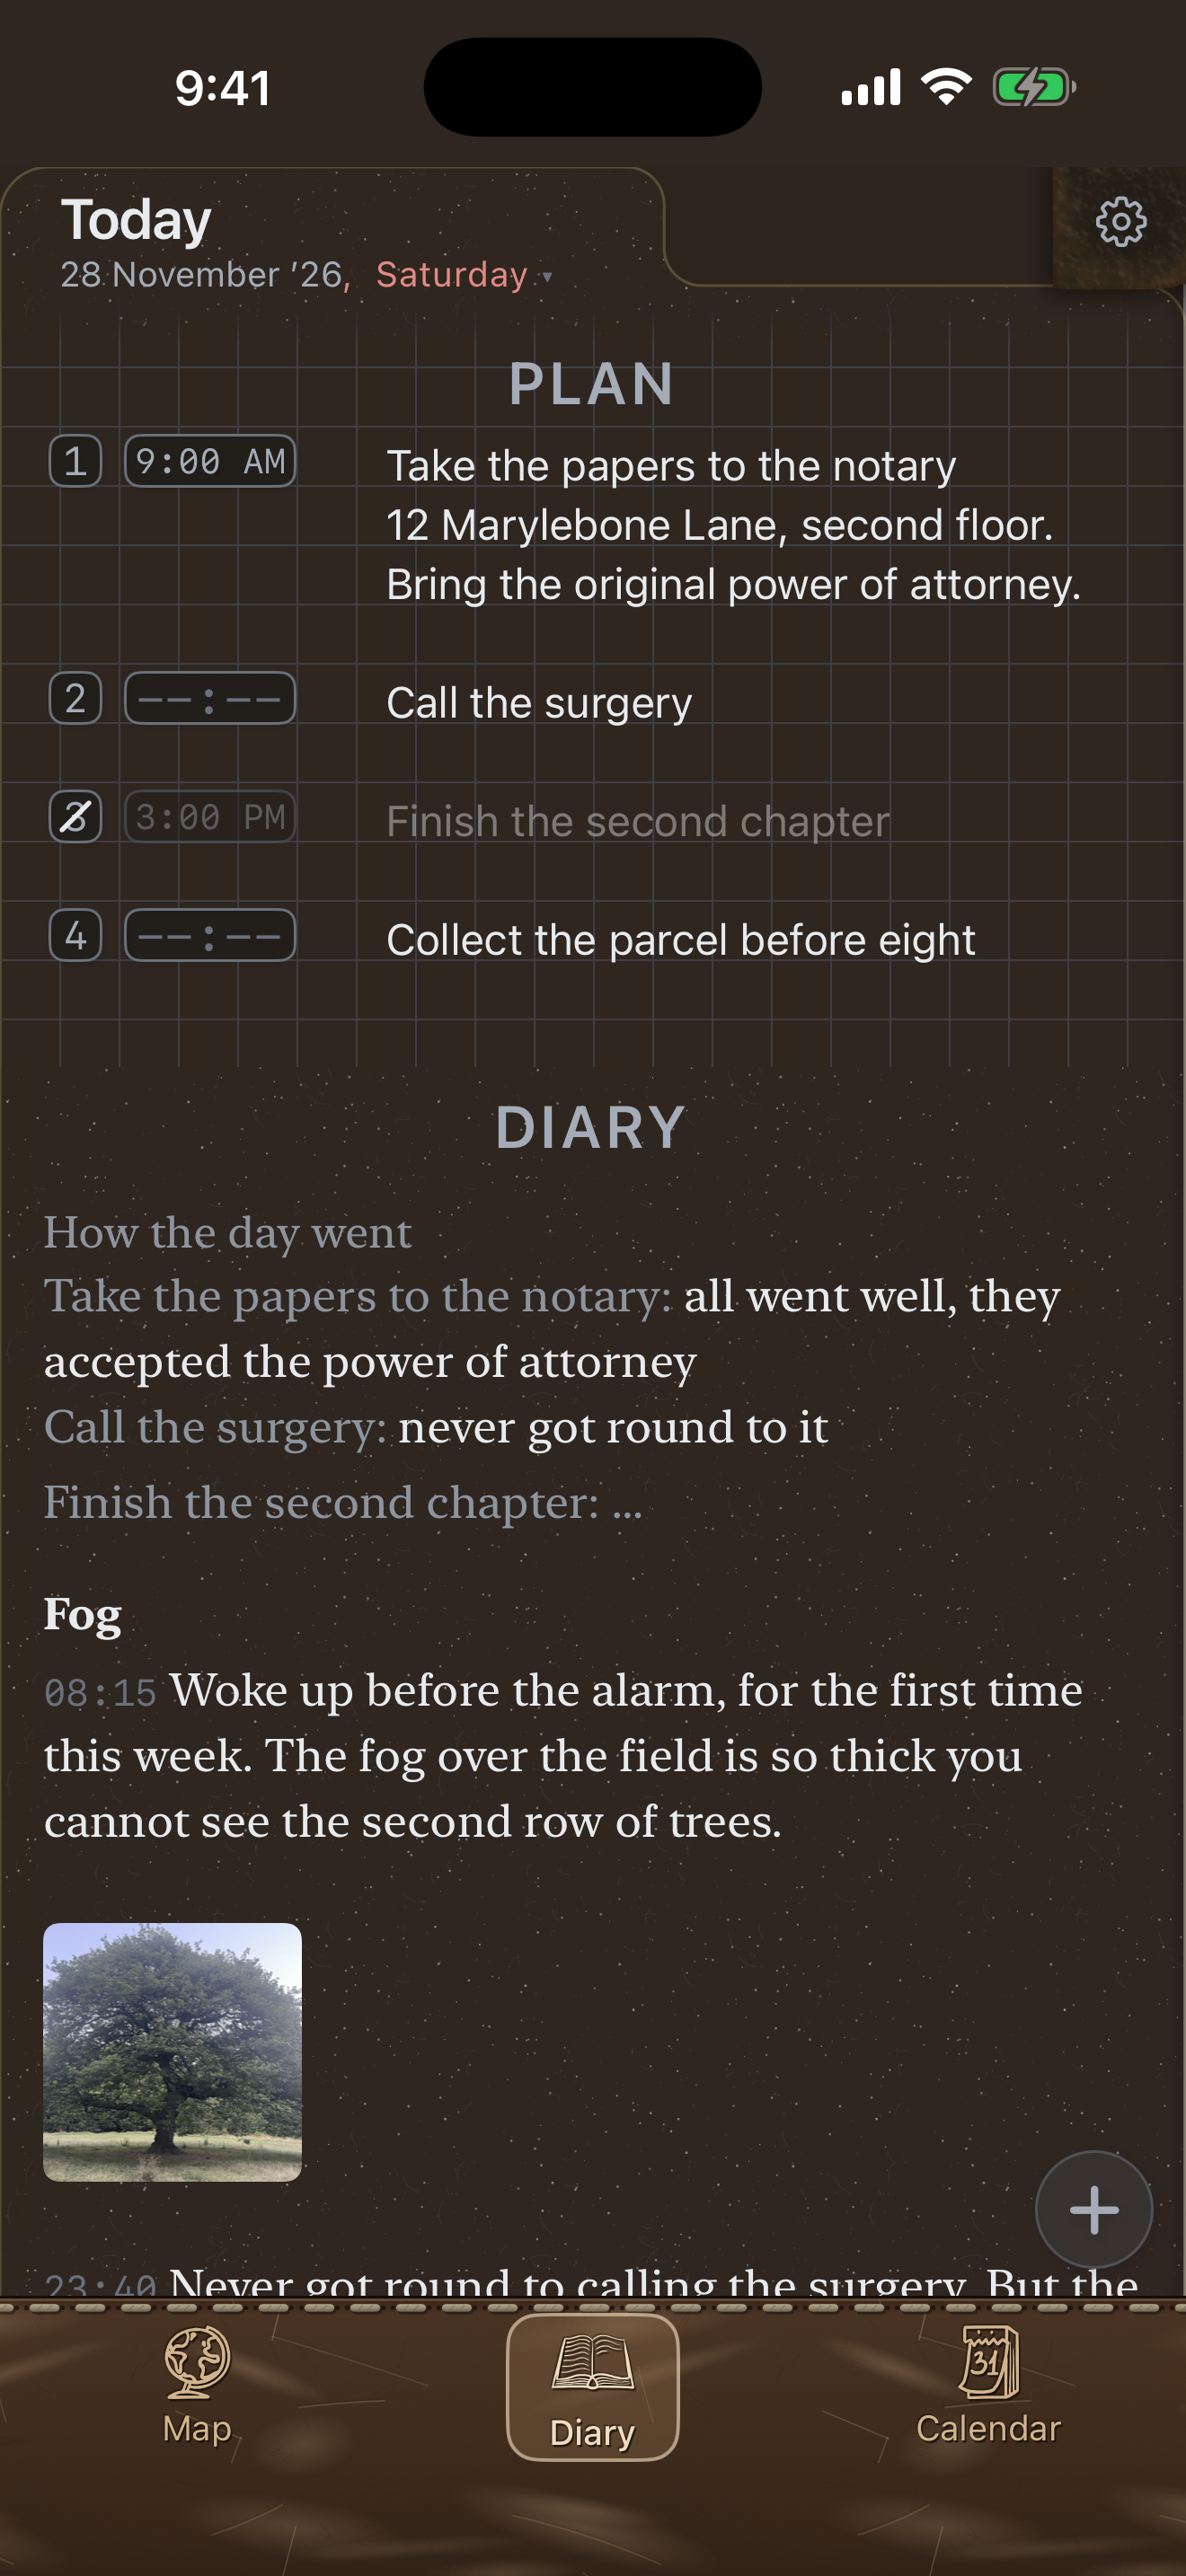 9:41
Today
28 November ’26, Saturday
PLAN
1 9:00 AM Take the papers to the notary
12 Marylebone Lane, second floor.
Bring the original power of attorney.
2 --:-- Call the surgery
3 3:00 PM Finish the second chapter
4 --:-- Collect the parcel before eight
DIARY
How the day went
Take the papers to the notary: all went well, they
accepted the power of attorney
Call the surgery: never got round to it
Finish the second chapter: ...
Fog
08:15 Woke up before the alarm, for the first time
this week. The fog over the field is so thick you
cannot see the second row of trees.
23:40 Never got round to calling the surgery. But the
31
Map
Diary
Calendar